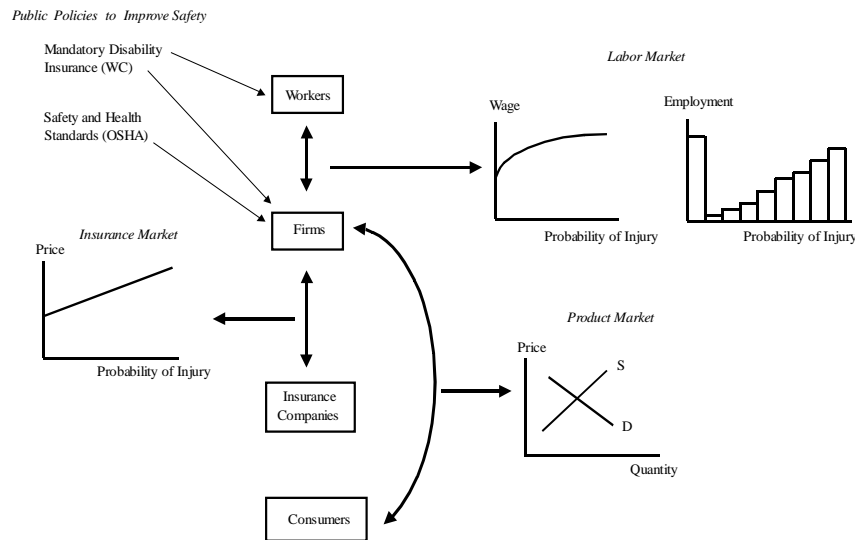 Public Policies to Improve Safety
Mandatory Disability
Insurance (WC)
Safety and Health
Standards (OSHA)
Workers
Firms
Insurance
Companies
Consumers
Labor Market
Wage
Probability of Injury
Employment
Probability of Injury
Insurance Market
Price
Probability of Injury
Product Market
Price
S
D
Quantity